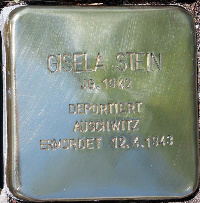 GISELA STEIN
JG. 1942
DEPORTIERT
AUSCHWITZ
ERMORDET 12.4.1943